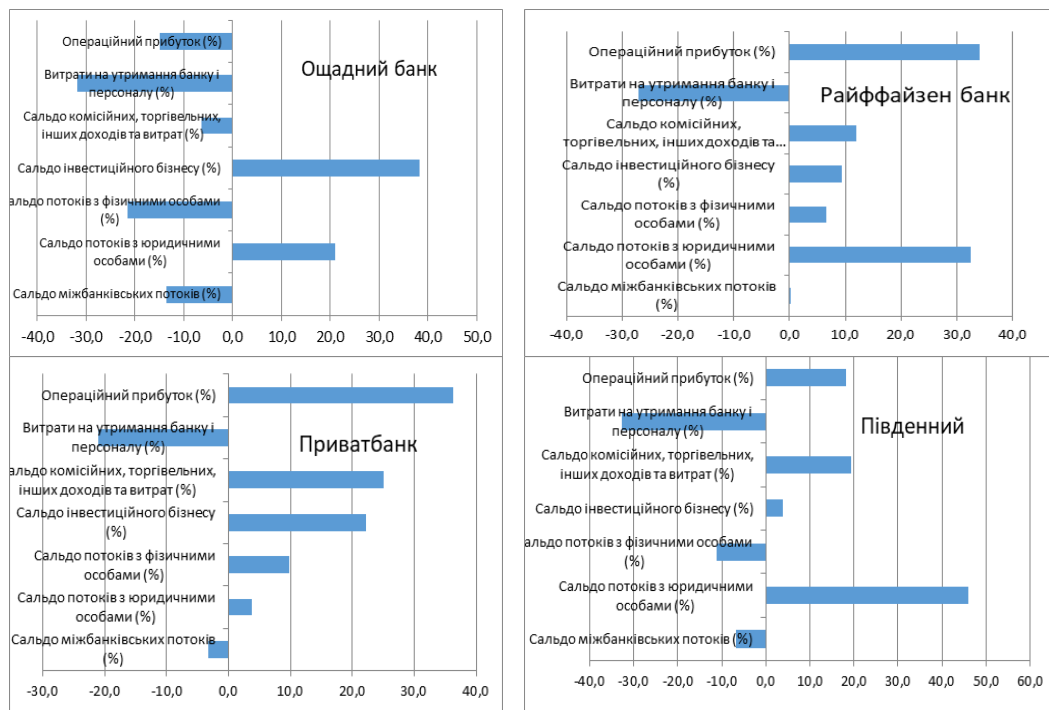 Операційний прибуток (%)
Витрати на утримання банку і
персоналу (%)
Сальдо комісійних, торгівельних,
інших доходів та витрат (%)
Сальдо інвестиційного бізнесу (%)
альдо потоків з фізичними особами
(%)
Сальдо потоків з юридичними
особами (%)
Сальдо міжбанківських потоків (%)
Ощадний банк
-40,0 -30,0 -20,0 -10,0 0,0 10,0 20,0 30,0 40,0 50,0
Операційний прибуток (%)
Витрати на утримання банку і
персоналу (%)
Сальдо комісійних,
торгівельних, інших доходів та...
Сальдо інвестиційного бізнесу
(%)
Сальдо потоків з фізичними
особами (%)
Сальдо потоків з юридичними
особами (%)
Сальдо міжбанківських потоків
(%)
Райффайзен банк
-40,0 -30,0 -20,0 -10,0 0,0 10,0 20,0 30,0 40,0
Операційний прибуток (%)
Витрати на утримання банку і
персоналу (%)
альдо комісійних, торгівельних,
інших доходів та витрат (%)
Сальдо інвестиційного бізнесу
(%)
Сальдо потоків з фізичними
особами (%)
Сальдо потоків з юридичними
особами (%)
Сальдо міжбанківських потоків
(%)
Приватбанк
-30,0 -20,0 -10,0 0,0 10,0 20,0 30,0 40,0
Операційний прибуток (%)
Витрати на утримання банку і
персоналу (%)
Сальдо комісійних, торгівельних,
інших доходів та витрат (%)
Сальдо інвестиційного бізнесу (%)
альдо потоків з фізичними особами
(%)
Сальдо потоків з юридичними
особами (%)
Сальдо міжбанківських потоків (%)
Південний
-40,0 -30,0 -20,0 -10,0 0,0 10,0 20,0 30,0 40,0 50,0 60,0